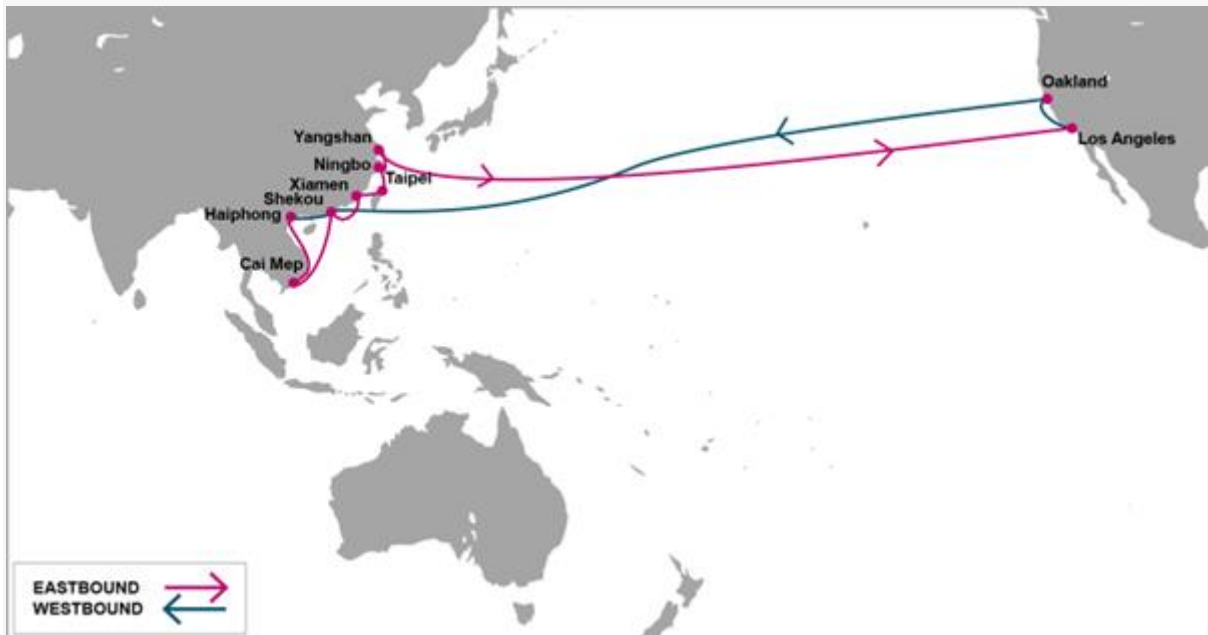 Oakland
Los Angeles
Yangshan
Ningbo
Taipei
Xiamen
Shekou
Haiphong
Cai Mep
EASTBOUND
WESTBOUND